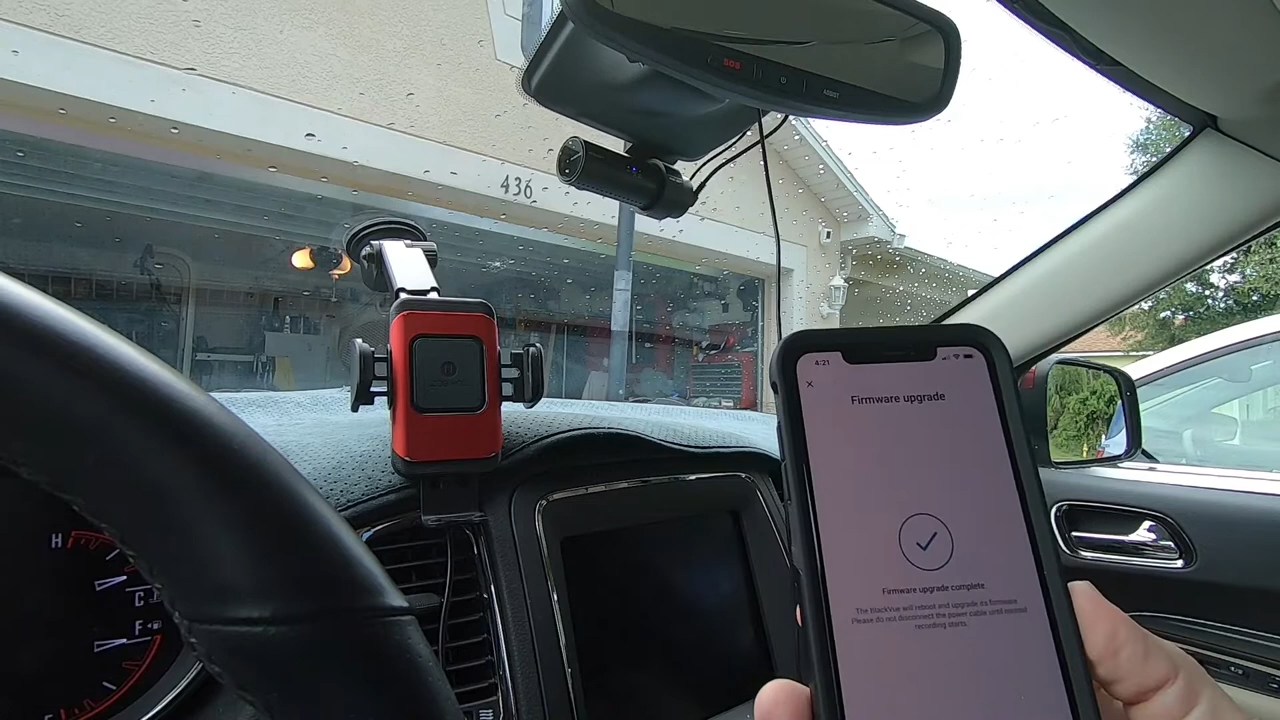 SOS
ASSIST
436
4:21
×
Firmware upgrade
Firmware upgrade complete.
The BlackVue will reboot and upgrade its firmware.
Please do not disconnect the power cable until normal
recording starts.
H
C
F